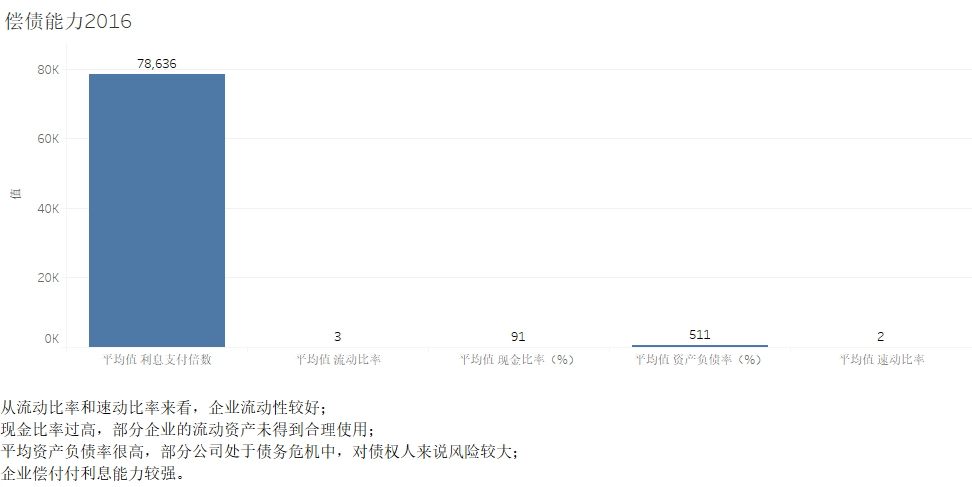 偿债能力2016
80K
60K
40K
20K
0K
值
78,636
3
91
511
2
平均值 利息支付倍数
平均值 流动比率
平均值 现金比率（%）
平均值 资产负债率（%）
平均值 速动比率
从流动比率和速动比率来看，企业流动性较好；
现金比率过高，部分企业的流动资产未得到合理使用；
平均资产负债率很高，部分公司处于债务危机中，对债权人来说风险较大；
企业偿付付利息能力较强。